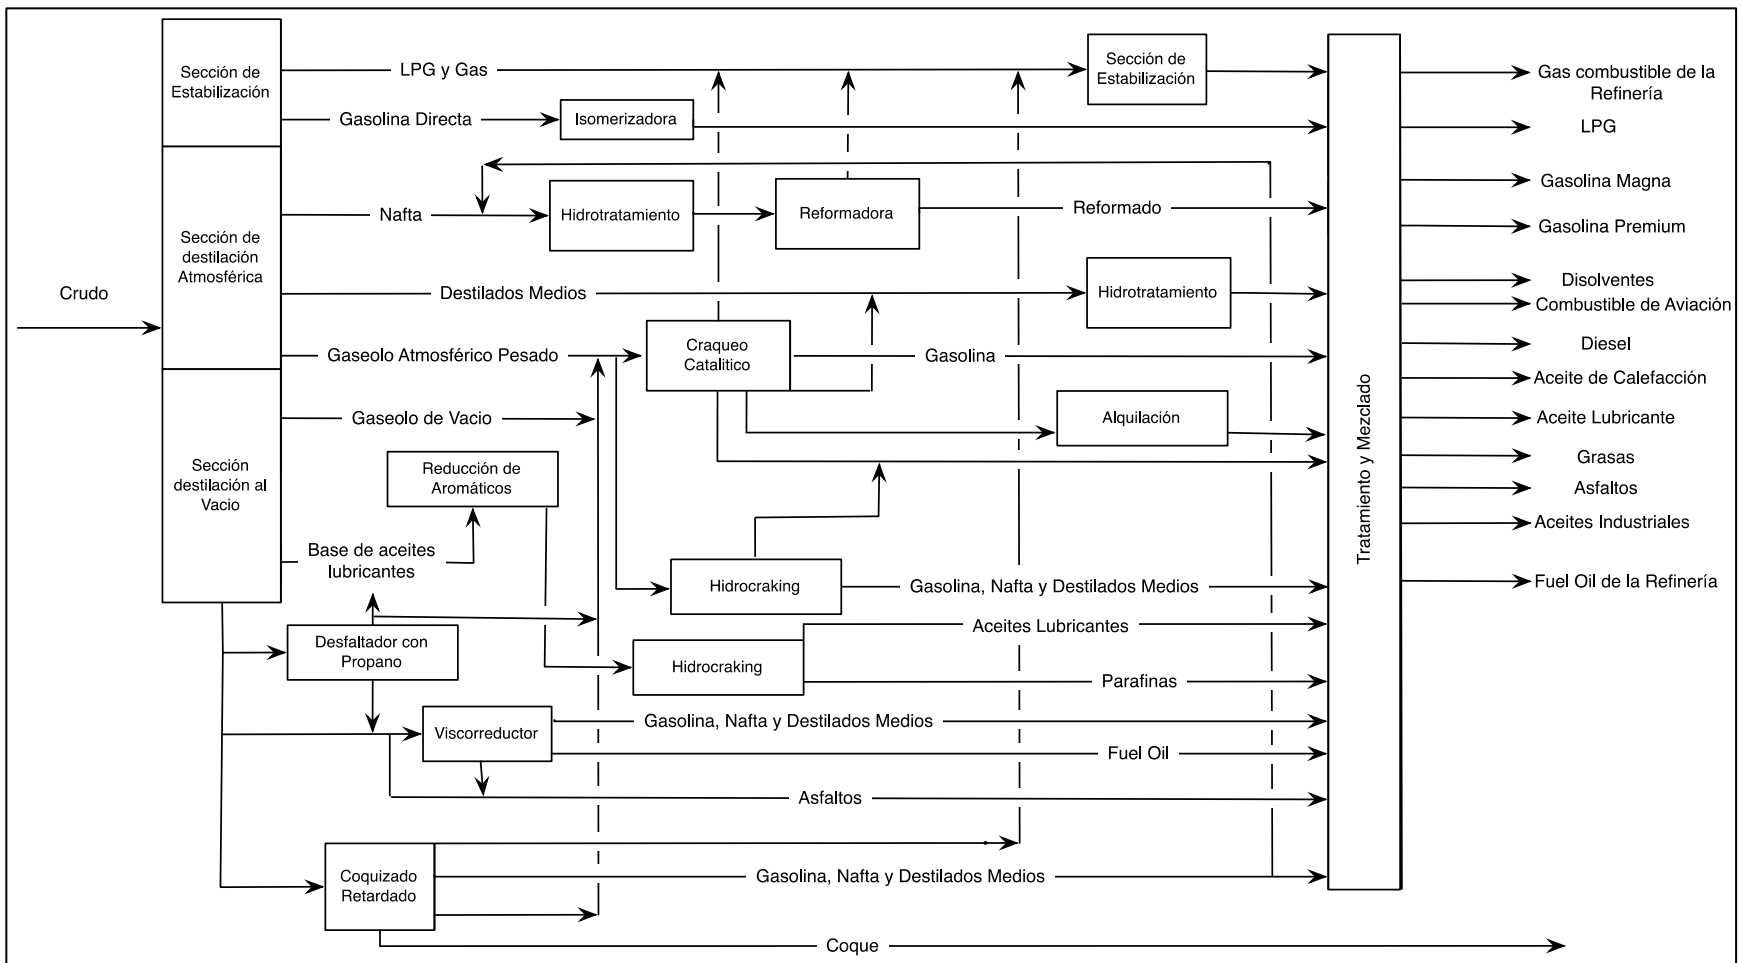 Sección de
Estabilización
LPG y Gas
Sección de
Estabilización
Gas combustible de la
Refinería
Gasolina Directa
Isomerizadora
LPG
Gasolina Magna
Nafta
Hidrotratamiento
Reformadora
Reformado
Gasolina Premium
Sección de
destilación
Atmosférica
Crudo
Destilados Medios
Hidrotratamiento
Disolventes
Combustible de Aviación
Gaseolo Atmosférico Pesado
Craqueo
Catalitico
Gasolina
Diesel
Aceite de Calefacción
Gaseolo de Vacio
Alquilación
Aceite Lubricante
Sección
destilación al
Vacio
Reducción de
Aromáticos
Tratamiento y Mezclado
Grasas
Asfaltos
Aceites Industriales
Base de aceites
lubricantes
Hidrocraking
Gasolina, Nafta y Destilados Medios
Fuel Oil de la Refinería
Aceites Lubricantes
Desfaltador con
Propano
Hidrocraking
Parafinas
Gasolina, Nafta y Destilados Medios
Viscorreductor
Fuel Oil
Asfaltos
Coquizado
Retardado
Gasolina, Nafta y Destilados Medios
Coque